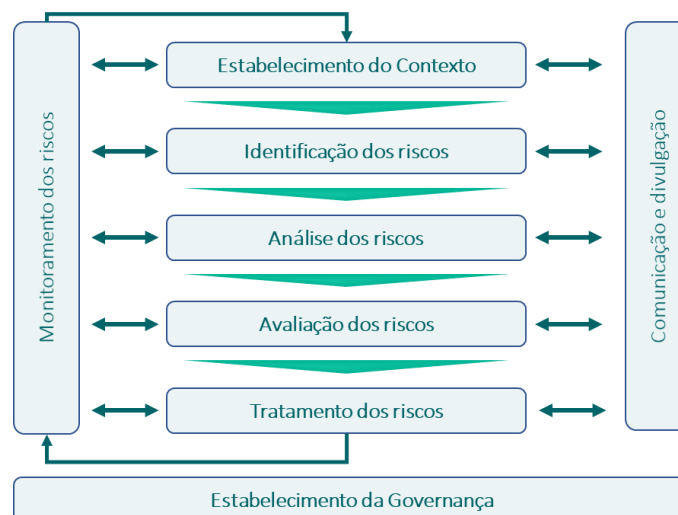 Estabelecimento do Contexto
Identificação dos riscos
Análise dos riscos
Avaliação dos riscos
Tratamento dos riscos
Monitoramento dos riscos
Comunicação e divulgação
Estabelecimento da Governança